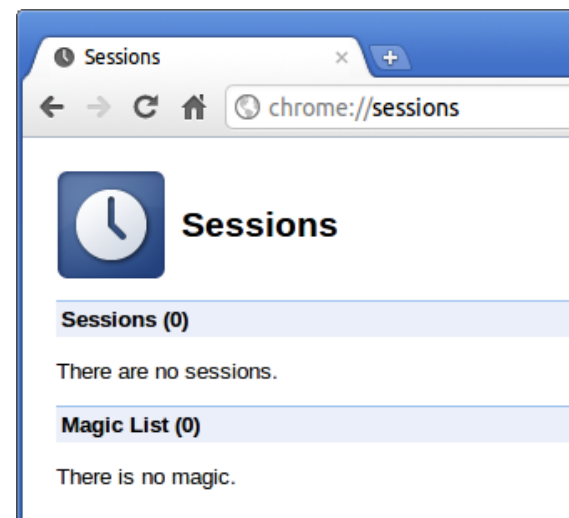 Sessions
chrome://sessions
Sessions
Sessions (0)
There are no sessions.
Magic List (0)
There is no magic.